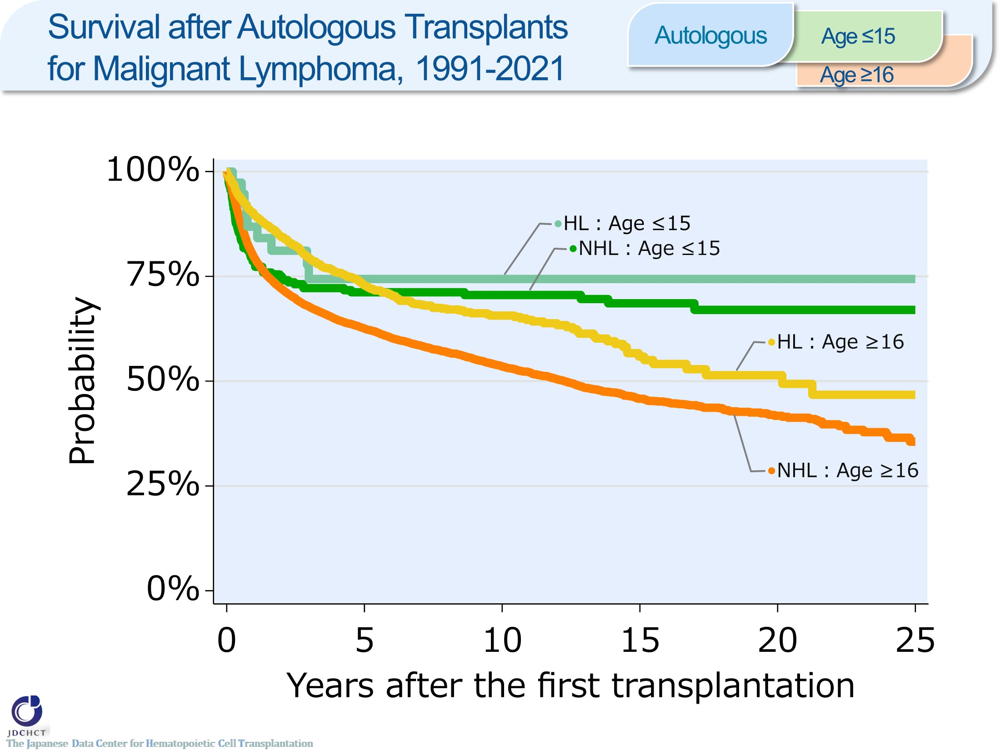 Survival after Autologous Transplants
for Malignant Lymphoma, 1991-2021
Autologous
Age ≤15
Age ≥16
100%
75%
50%
25%
0%
Probability
HL : Age ≤15
NHL : Age ≤15
HL : Age ≥16
NHL : Age ≥16
0 5 10 15 20 25
Years after the first transplantation
JDCHCT
The Japanese Data Center for Hematopoietic Cell Transplantation